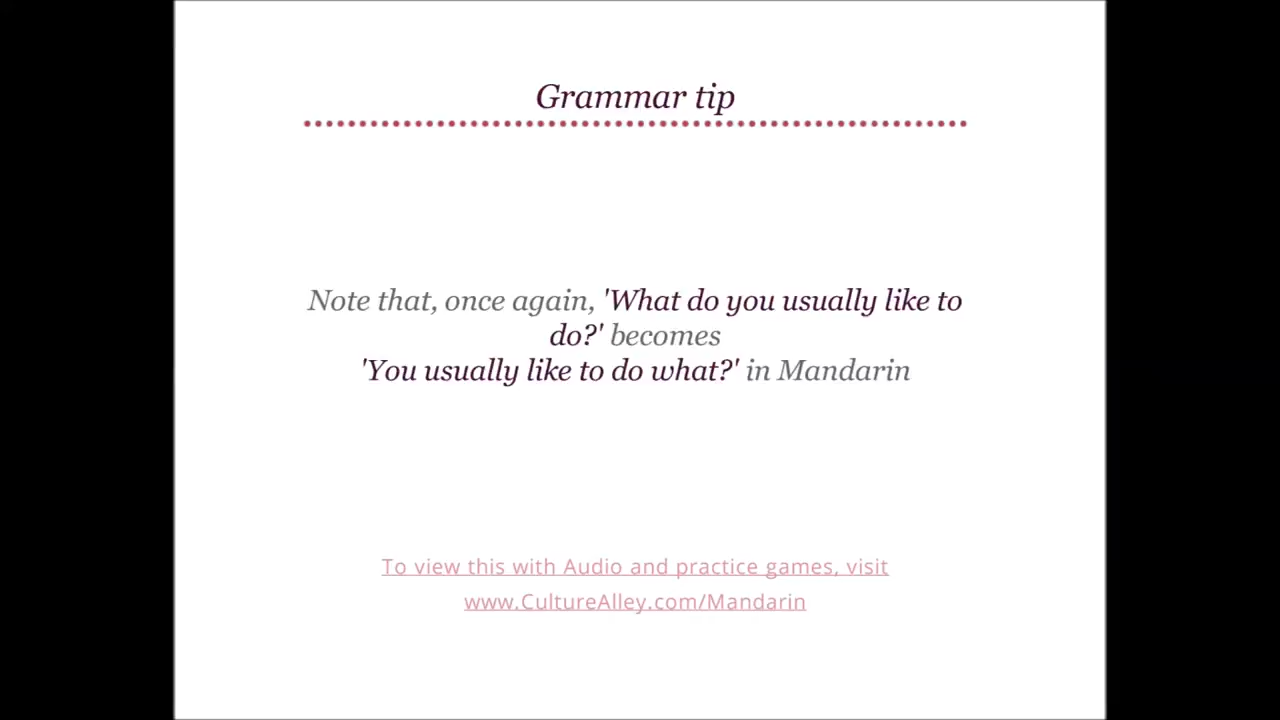 Grammar tip
Note that, once again, 'What do you usually like to
do?' becomes
'You usually like to do what?' in Mandarin
To view this with Audio and practice games, visit
www.CultureAlley.com/Mandarin